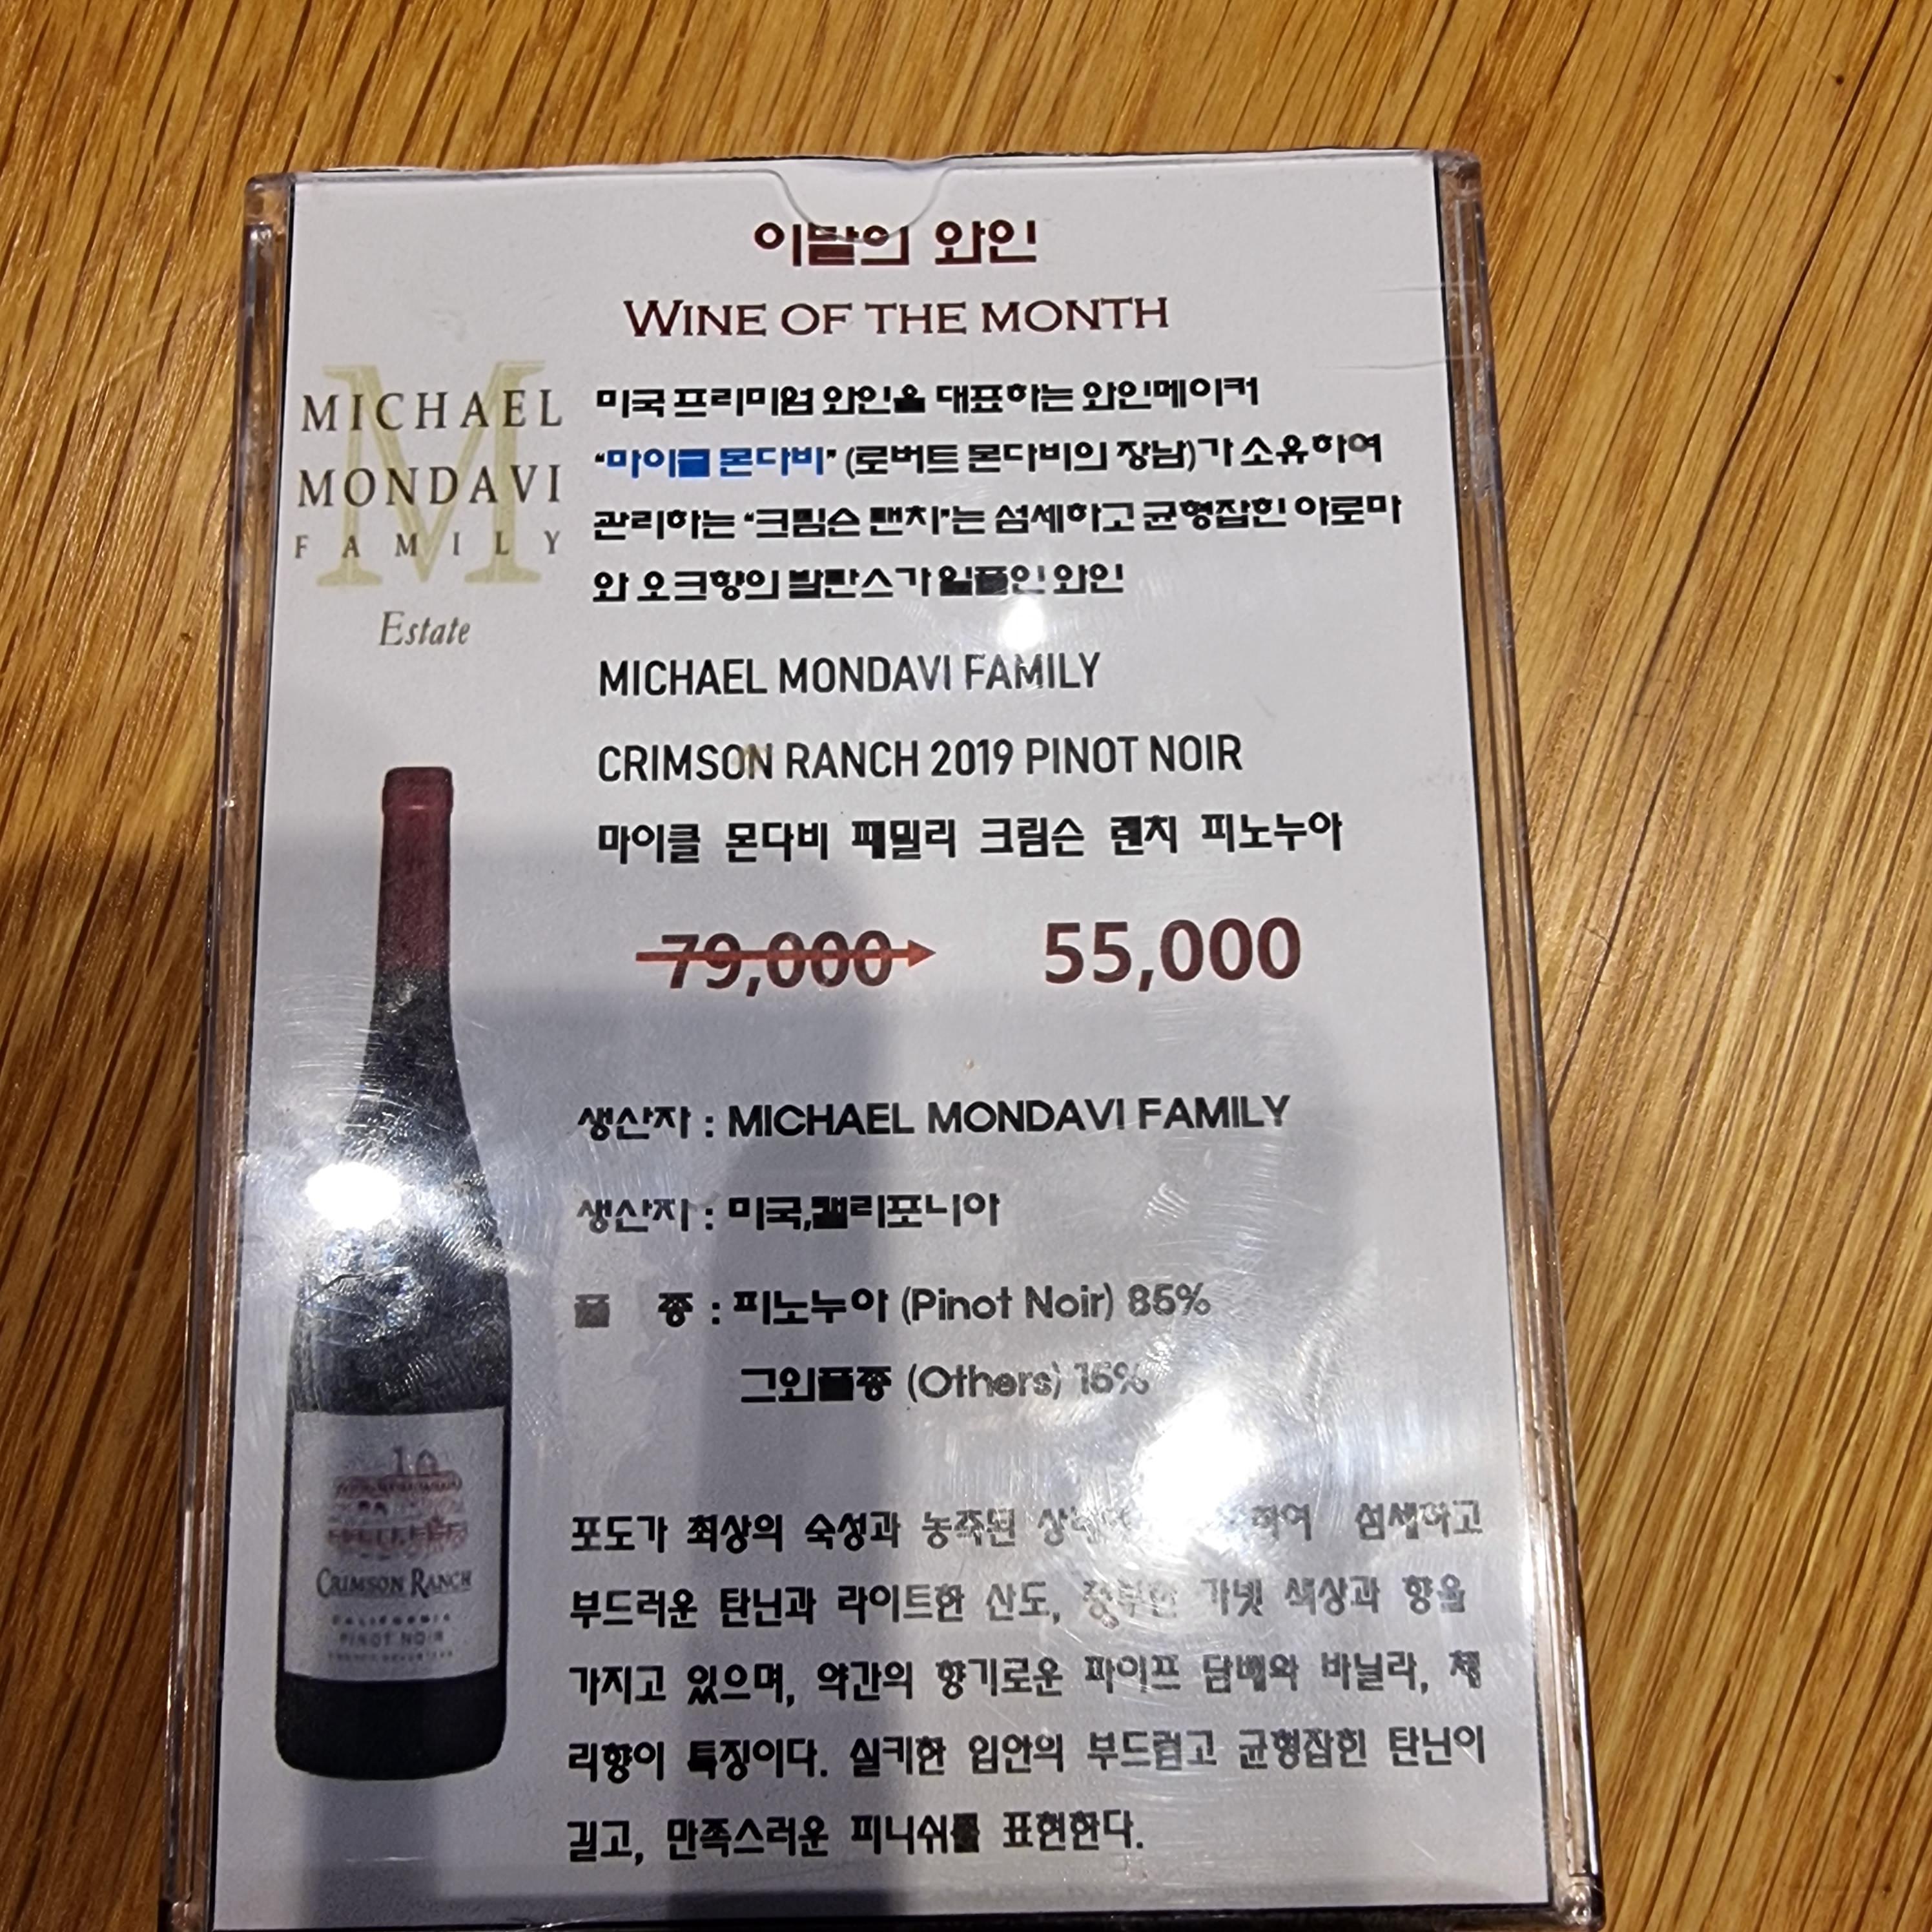 이달의 와인
WINE OF THE MONTH
MICHAEL
MONDAVI
FAMILY
Estate
미국 프리미엄 와인을 대표하는 와인메이커
“마이클 몬다비” (로버트 몬다비의 장남)가 소유하여
관리하는 “크림슨 랜치”는 섬세하고 균형잡힌 아로마
와 오크향의 발란스가 일품인 와인
MICHAEL MONDAVI FAMILY
CRIMSON RANCH 2019 PINOT NOIR
마이클 몬다비 패밀리 크림슨 렌치 피노누아
79,000 55,000
생산자 : MICHAEL MONDAVI FAMILY
생산지 : 미국,캘리포니아
품 종 : 피노누아 (Pinot Noir) 85%
그외품종 (Others) 15%
CRIMSON RANCH
CALIFORNIA
PINOT NOIR
포도가 최상의 숙성과 농축된 하여 섬세하고
부드러운 탄닌과 라이트한 산도, 가넷 색상과 향을
가지고 있으며, 약간의 향기로운 파이프 담배와 바닐라, 체
리향이 특징이다. 실키한 입안의 부드럽고 균형잡힌 탄닌이
길고, 만족스러운 피니쉬를 표현한다.